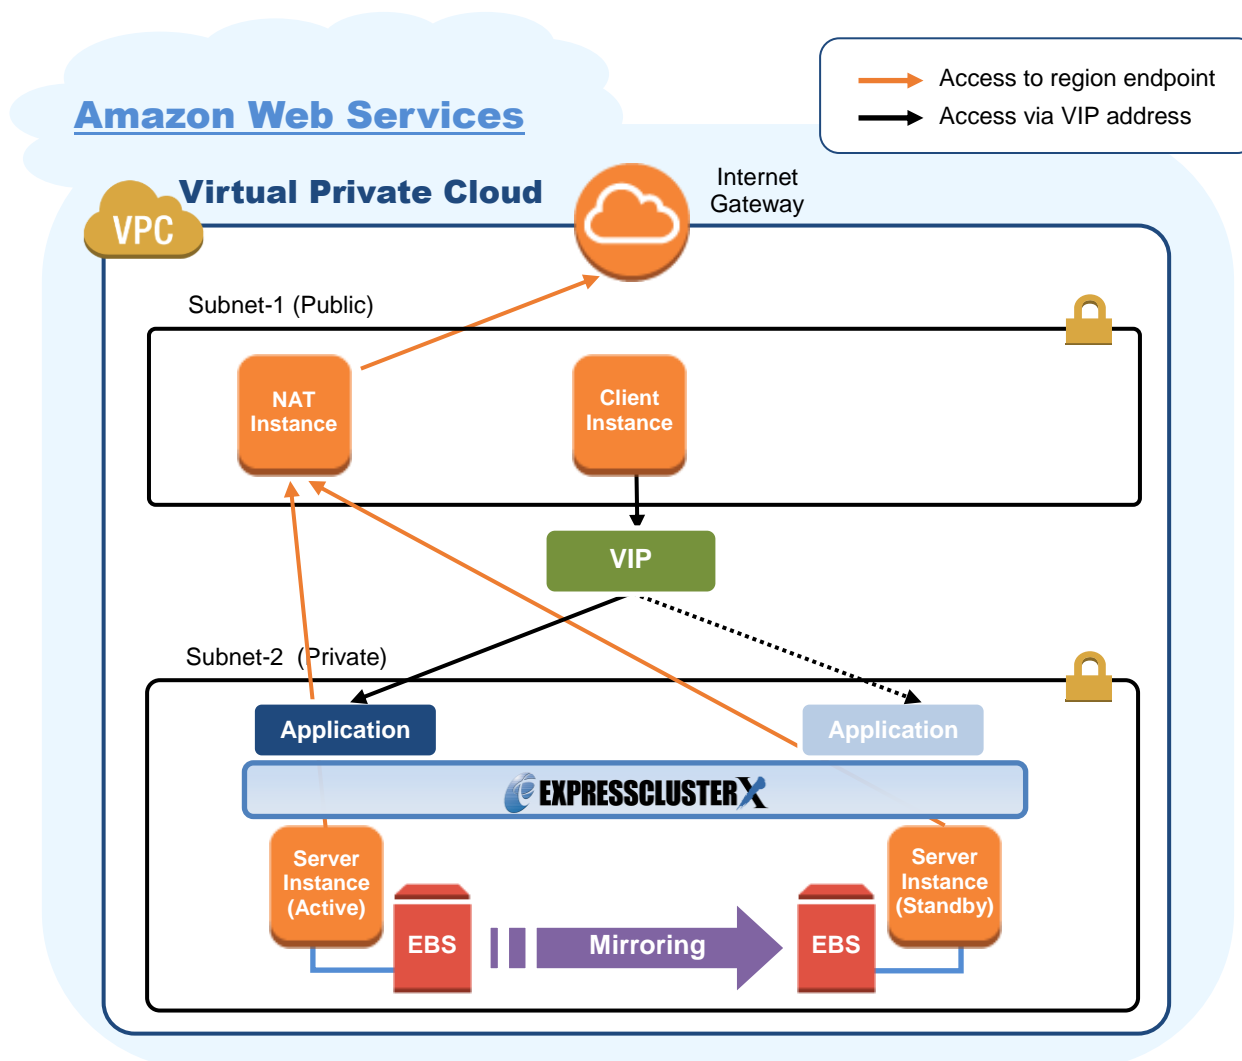 Access to region endpoint
Access via VIP address
Amazon Web Services
Virtual Private Cloud
Internet
Gateway
VPC
Subnet-1 (Public)
NAT
Instance
Client
Instance
VIP
Subnet-2 (Private)
Application
Application
EXPRESSCLUSTER X
Server
Instance
(Active)
Server
Instance
(Standby)
EBS
Mirroring
EBS